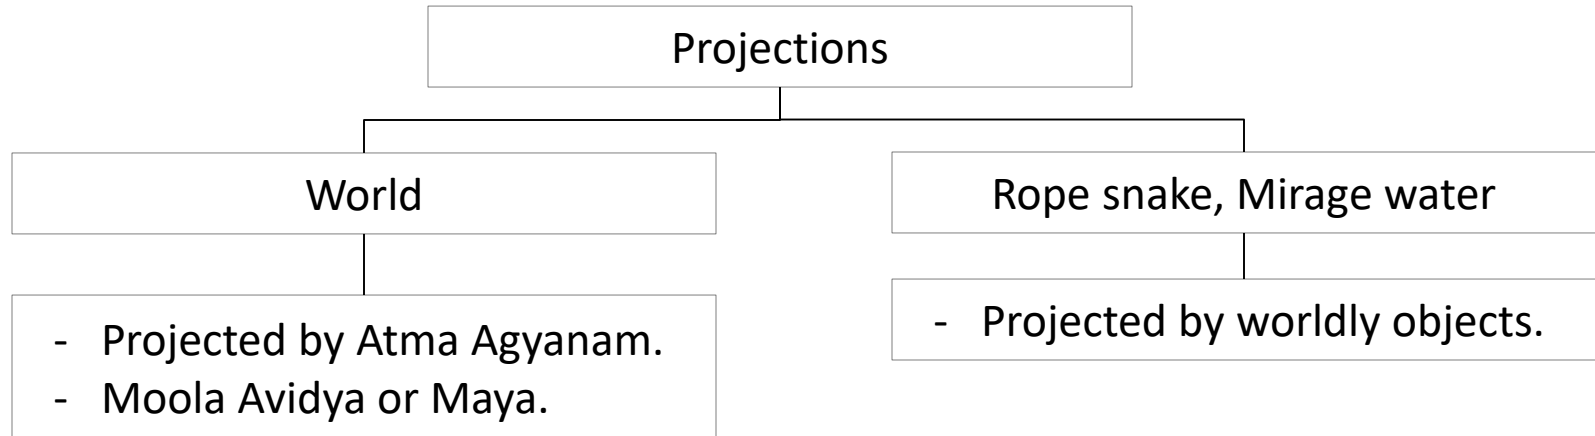 Projections
World
Rope snake, Mirage water
- Projected by Atma Agyanam.
- Moola Avidya or Maya.
- Projected by worldly objects.